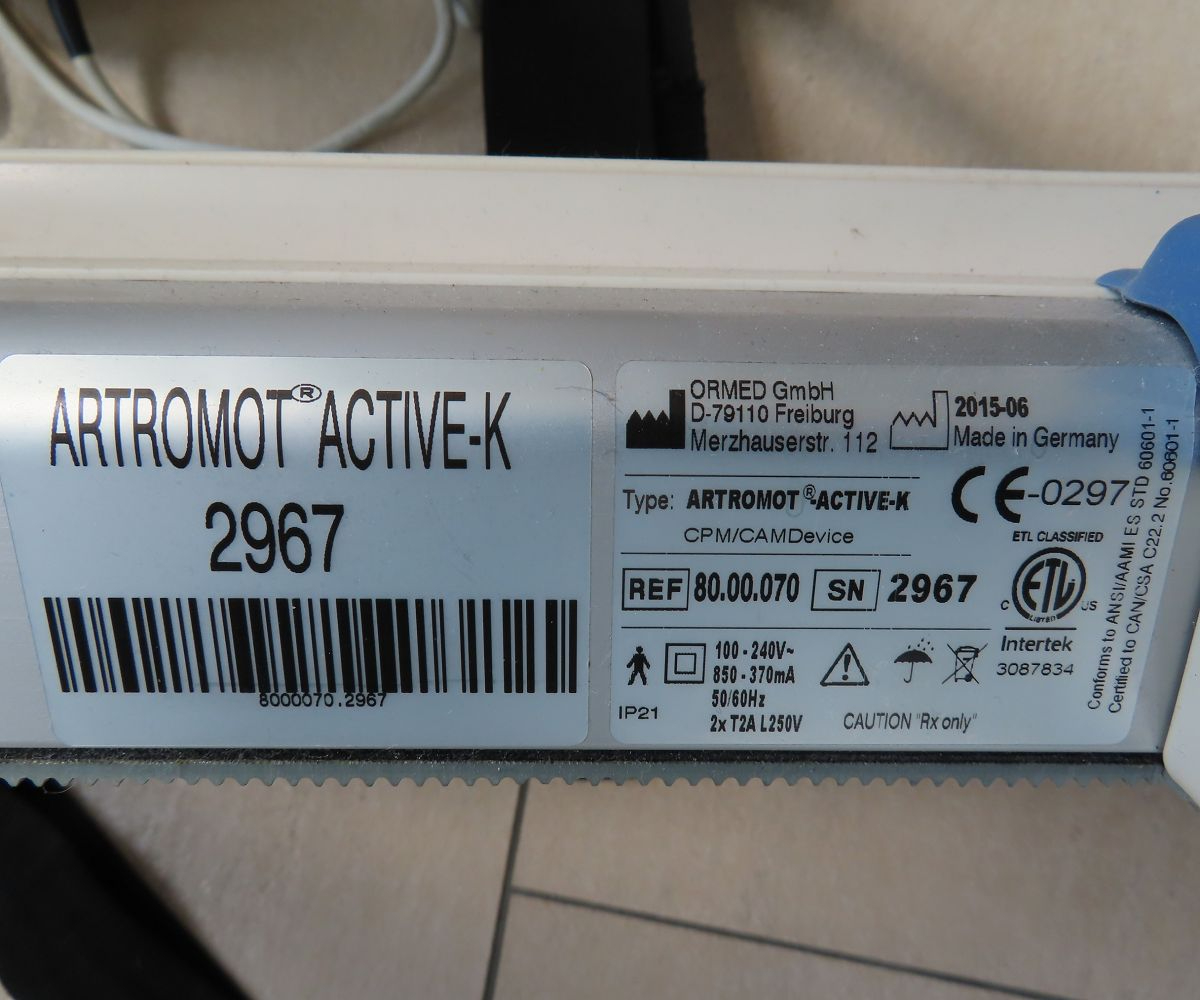 ARTROMOT® ACTIVE-K
2967
8000070.2967
ORMED GmbH
D-79110 Freiburg
Merzhauserstr. 112
2015-06
Made in Germany
Type: ARTROMOT®-ACTIVE-K
CPM/CAMDevice
CE-0297
ETL CLASSIFIED
ETL
LISTED
C US
Intertek
3087834
REF 80.00.070 SN 2967
100 - 240V~
850 - 370mA
50/60Hz
2x T2A L250V
IP21
CAUTION "Rx only"
Conforms to ANSI/AAMI ES STD 60601-1
Certified to CAN/CSA C22.2 No.60601-1